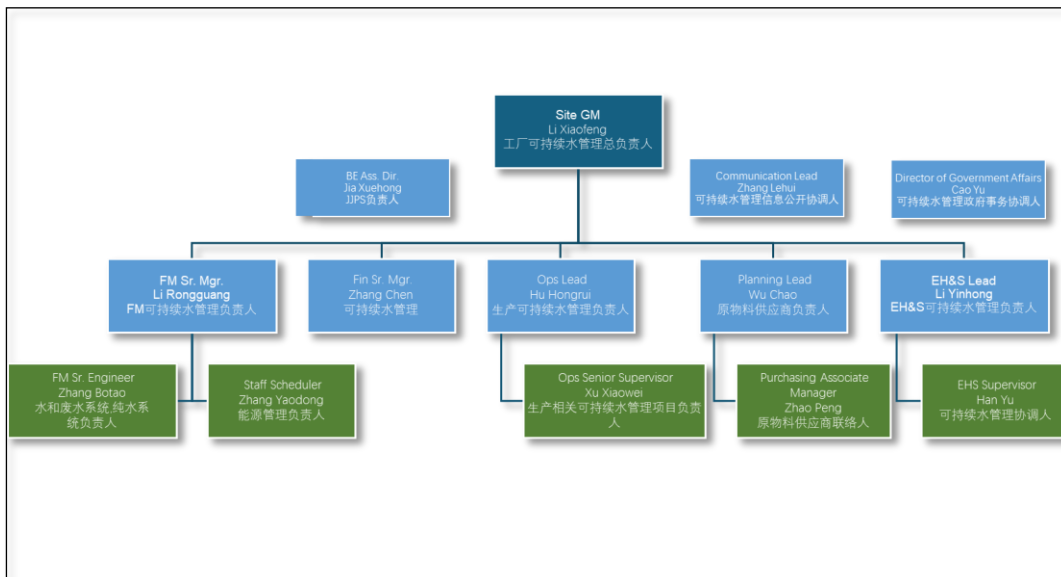 Site GM
Li Xiaofeng
工厂可持续水管理总负责人
BE Ass. Dir.
Jia Xuehong
JJPS负责人
Communication Lead
Zhang Lehui
可持续水管理信息公开协调人
Director of Government Affairs
Cao Yu
可持续水管理政府事务协调人
FM Sr. Mgr.
Li Rongguang
FM可持续水管理负责人
Fin Sr. Mgr.
Zhang Chen
可持续水管理
Ops Lead
Hu Hongrui
生产可持续水管理负责人
Planning Lead
Wu Chao
原物料供应商负责人
EH&S Lead
Li Yinhong
EH&S可持续水管理负责人
FM Sr. Engineer
Zhang Botao
水和废水系统,纯水系
统负责人
Staff Scheduler
Zhang Yaodong
能源管理负责人
Ops Senior Supervisor
Xu Xiaowei
生产相关可持续水管理项目负责
人
Purchasing Associate
Manager
Zhao Peng
原物料供应商联络人
EHS Supervisor
Han Yu
可持续水管理协调人